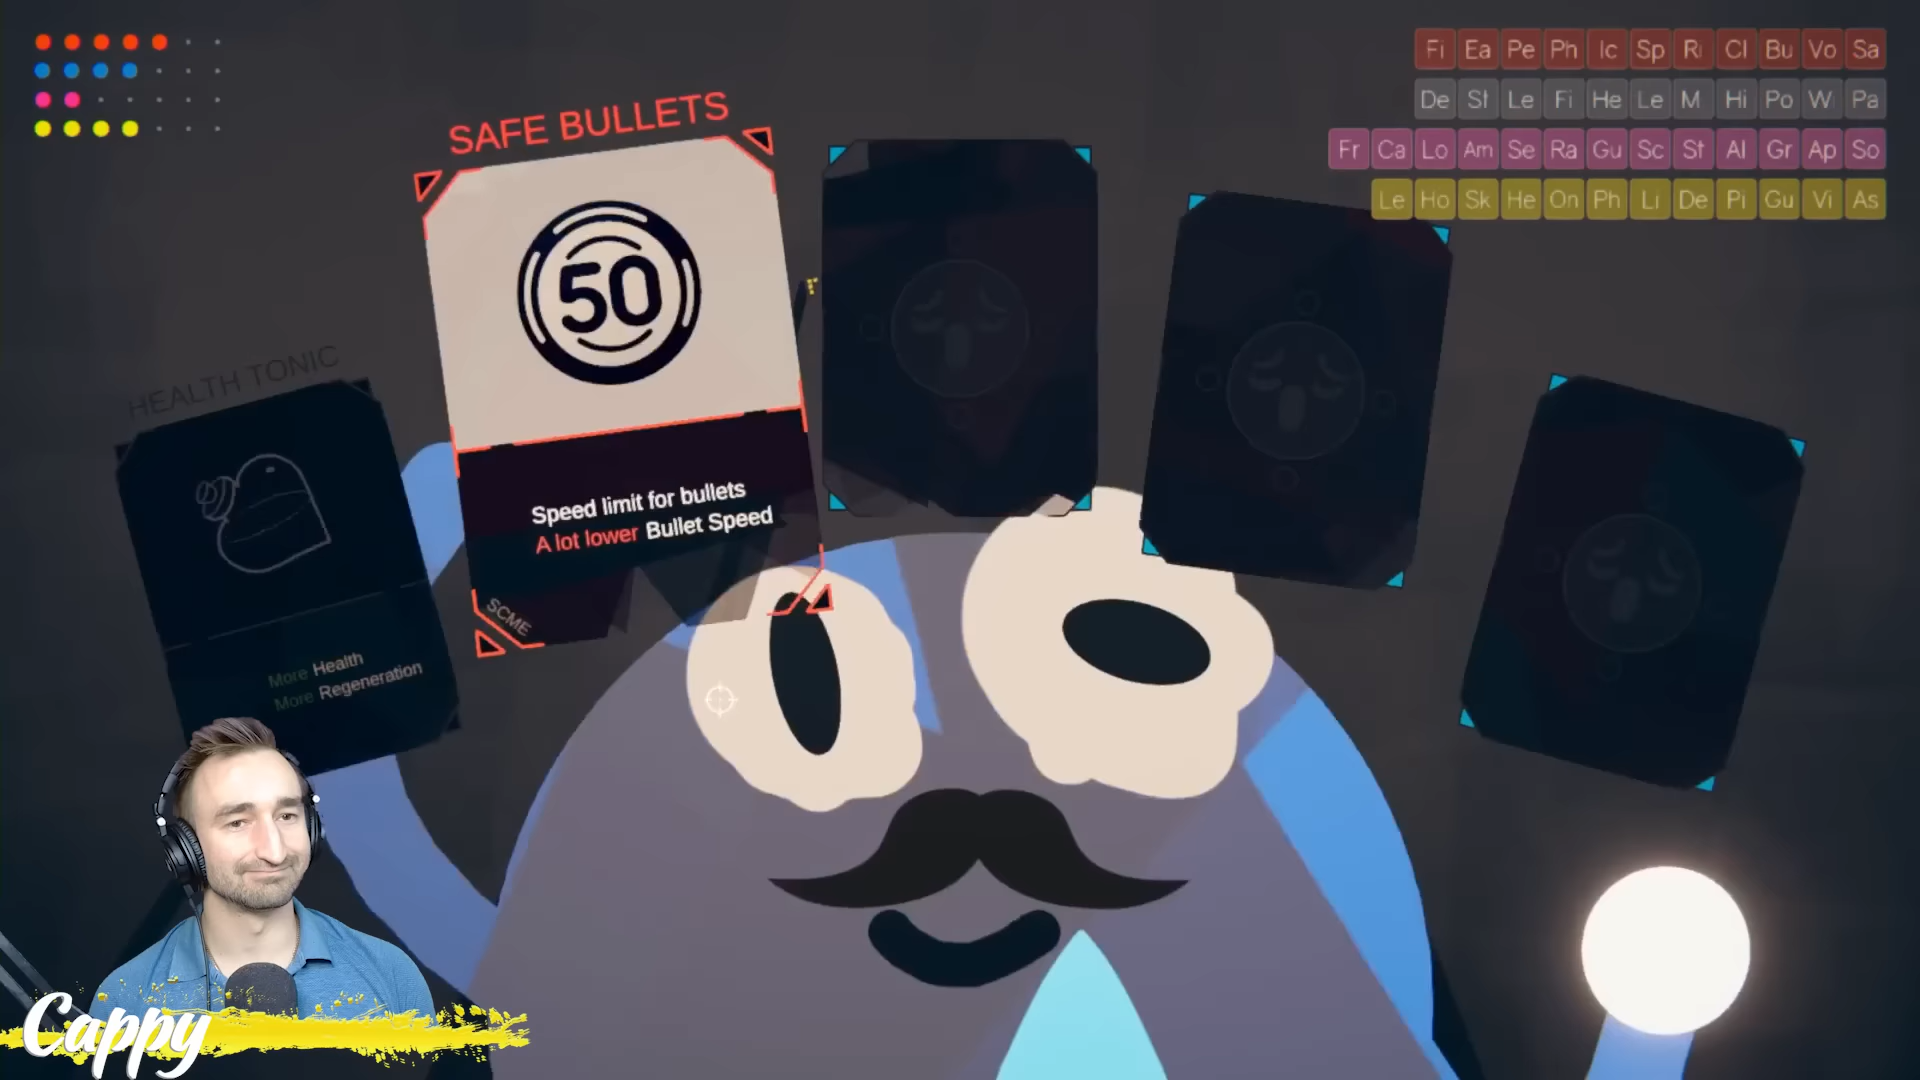 Fi Ea Pe Ph Ic Sp Ri Cl Bu Vo Sa
De St Le Fi He Le M Hi Po Wi Pa
Fr Ca Lo Am Se Ra Gu Sc St Al Gr Ap So
Le Ho Sk He On Ph Li De Pi Gu Vi As
SAFE BULLETS
50
Speed limit for bullets
A lot lower Bullet Speed
SCME
HEALTH TONIC
More Health
More Regeneration
Cappy